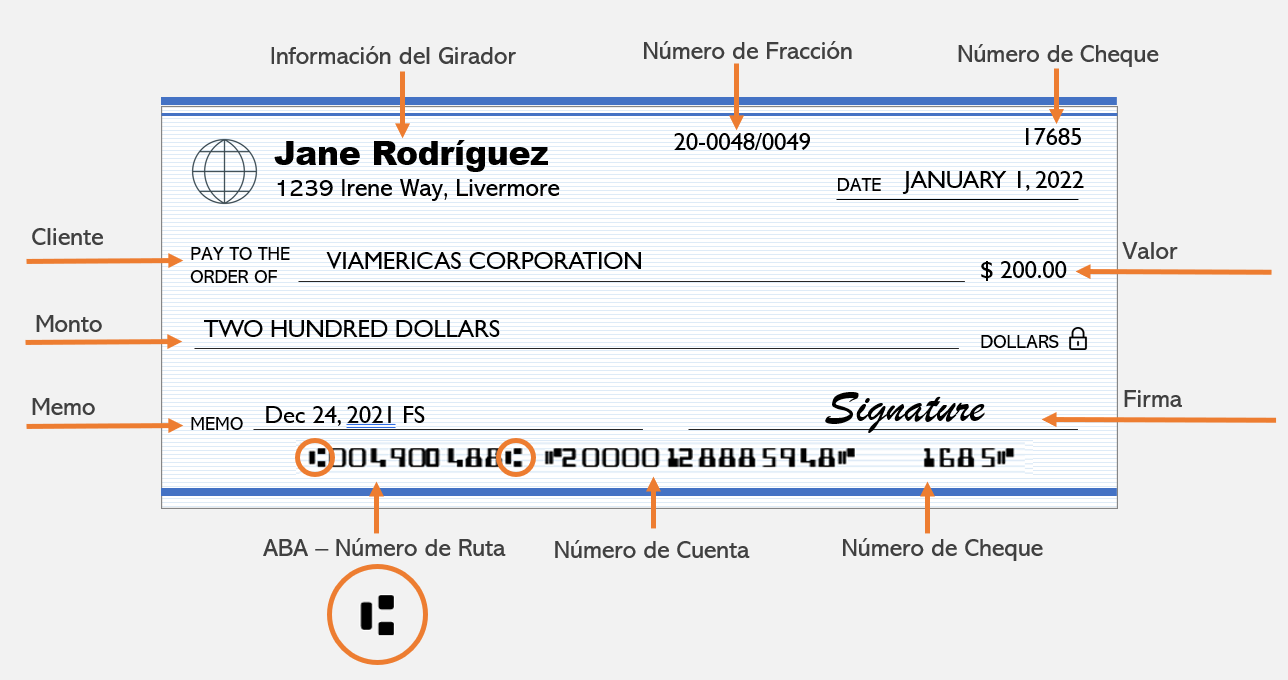 Información del Girador
Número de Fracción
Número de Cheque
Jane Rodríguez
1239 Irene Way, Livermore
20-0048/0049
17685
DATE JANUARY 1, 2022
Cliente
PAY TO THE
ORDER OF
VIAMERICAS CORPORATION
$ 200.00
Valor
Monto
TWO HUNDRED DOLLARS
DOLLARS
Memo
MEMO Dec 24, 2021 FS
Signature
Firma
⑆004900488⑆ ⑈20000128885948⑈ 1685⑈
ABA – Número de Ruta
Número de Cuenta
Número de Cheque
⑆